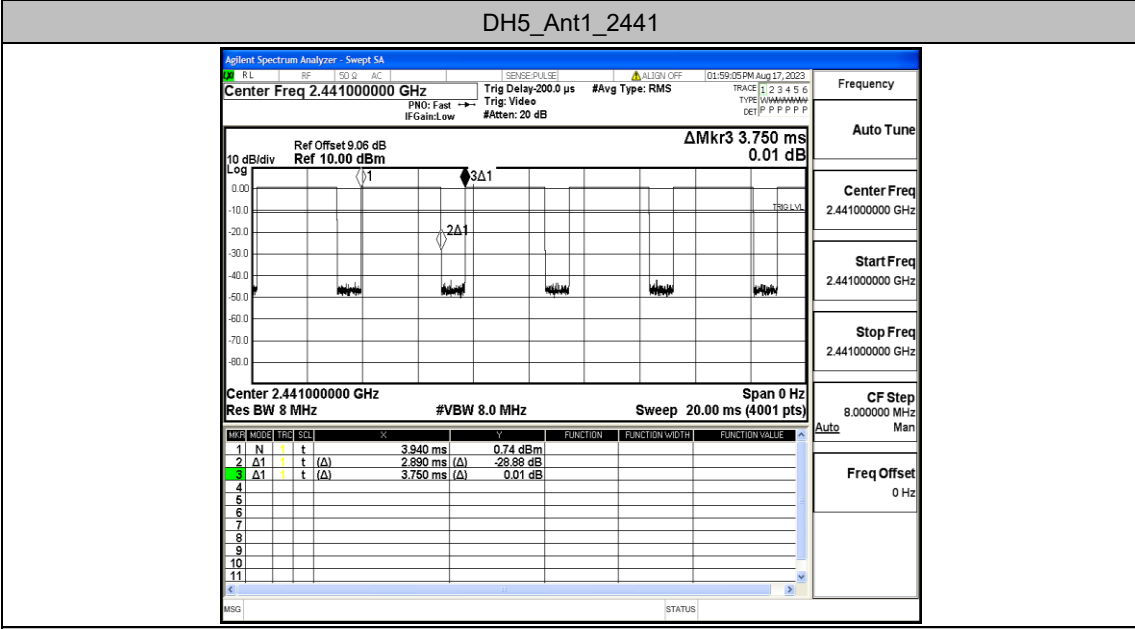 DH5_Ant1_2441
Agilent Spectrum Analyzer - Swept SA
LXI RL RF 50 Ω AC SENSE:PULSE ALIGN OFF 01:59:05 PM Aug 17, 2023
Center Freq 2.441000000 GHz
PNO: Fast
IFGain:Low
Trig Delay-200.0 µs
Trig: Video
#Atten: 20 dB
#Avg Type: RMS
TRACE 1 2 3 4 5 6
TYPE
DET P P P P P P
ΔMkr3 3.750 ms
0.01 dB
Ref Offset 9.06 dB
10 dB/div Ref 10.00 dBm
Log
1
3Δ1
2Δ1
TRIG LVL
0.00
-10.0
-20.0
-30.0
-40.0
-50.0
-60.0
-70.0
-80.0
Center 2.441000000 GHz Span 0 Hz
Res BW 8 MHz #VBW 8.0 MHz Sweep 20.00 ms (4001 pts)
MKR MODE TRC SCL X Y FUNCTION FUNCTION WIDTH FUNCTION VALUE
1 N 1 t 3.940 ms 0.74 dBm
2 Δ1 1 t (Δ) 2.890 ms (Δ) -28.88 dB
3 Δ1 1 t (Δ) 3.750 ms (Δ) 0.01 dB
4
5
6
7
8
9
10
11
MSG STATUS
Frequency
Auto Tune
Center Freq
2.441000000 GHz
Start Freq
2.441000000 GHz
Stop Freq
2.441000000 GHz
CF Step
8.000000 MHz
Auto Man
Freq Offset
0 Hz